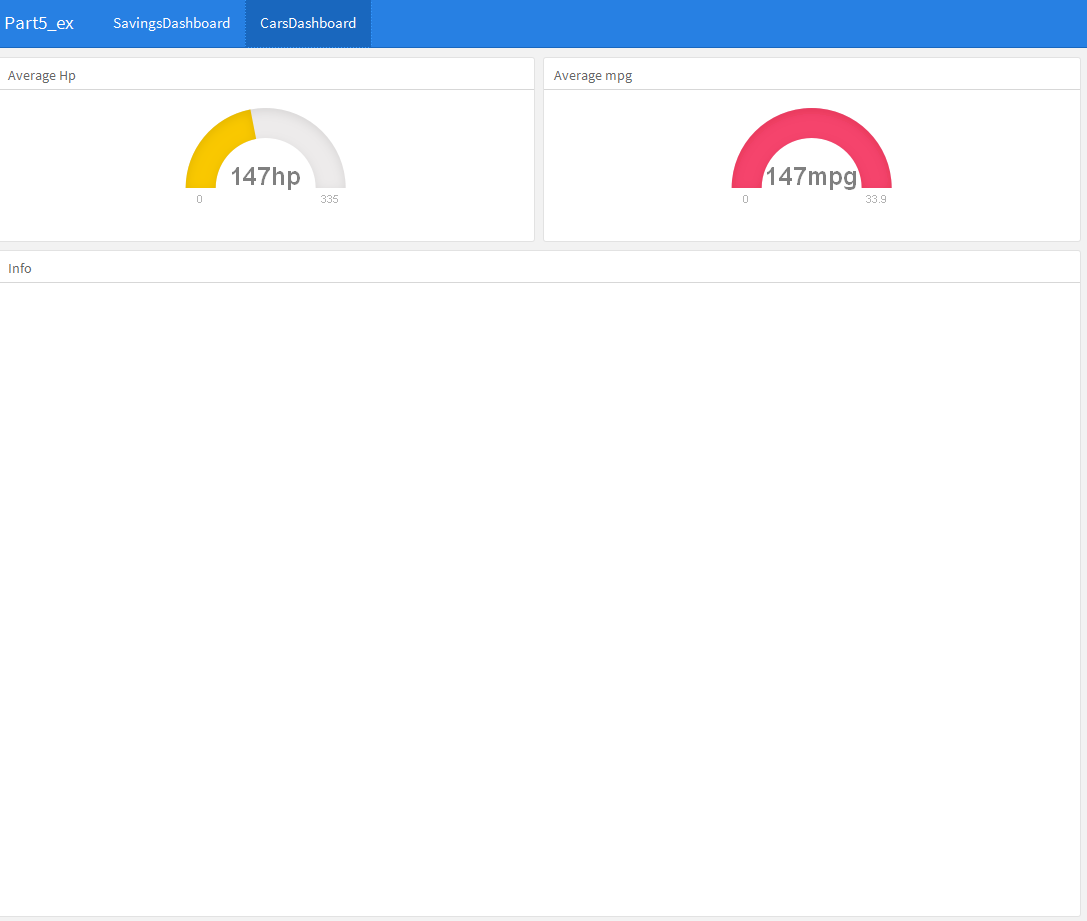 Part5_ex SavingsDashboard CarsDashboard
Average Hp
147hp
0 335
Average mpg
147mpg
0 33.9
Info